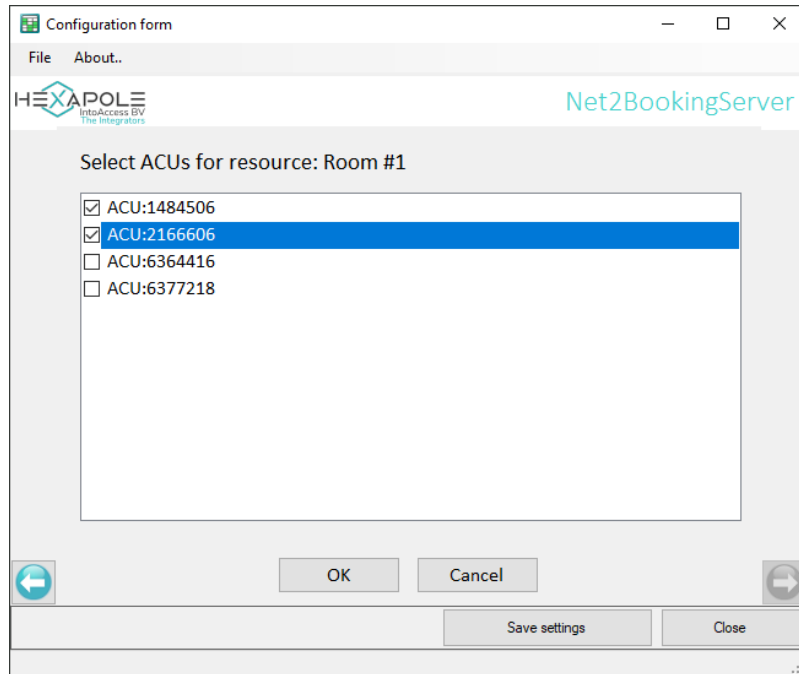 Configuration form
File About..
HEXAPOLE
IntoAccess BV
The Integrators
Net2BookingServer
Select ACUs for resource: Room #1
ACU:1484506
ACU:2166606
ACU:6364416
ACU:6377218
OK Cancel
Save settings Close